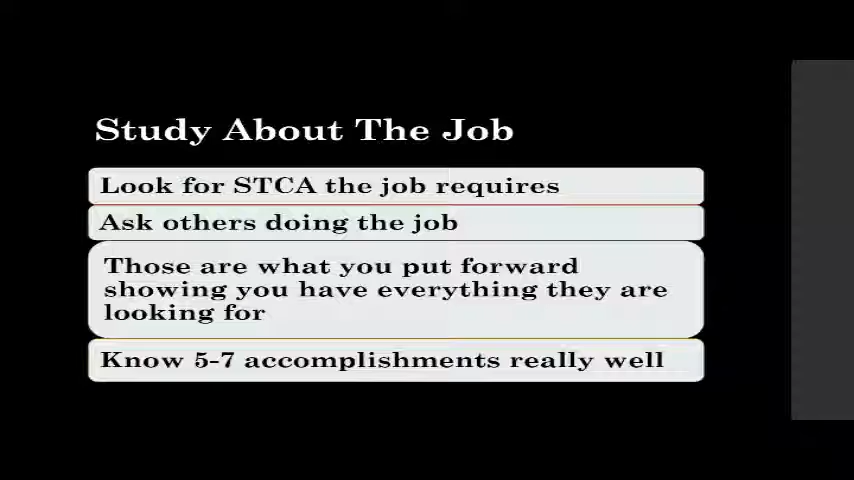 Study About The Job
Look for STCA the job requires
Ask others doing the job
Those are what you put forward
showing you have everything they are
looking for
Know 5-7 accomplishments really well